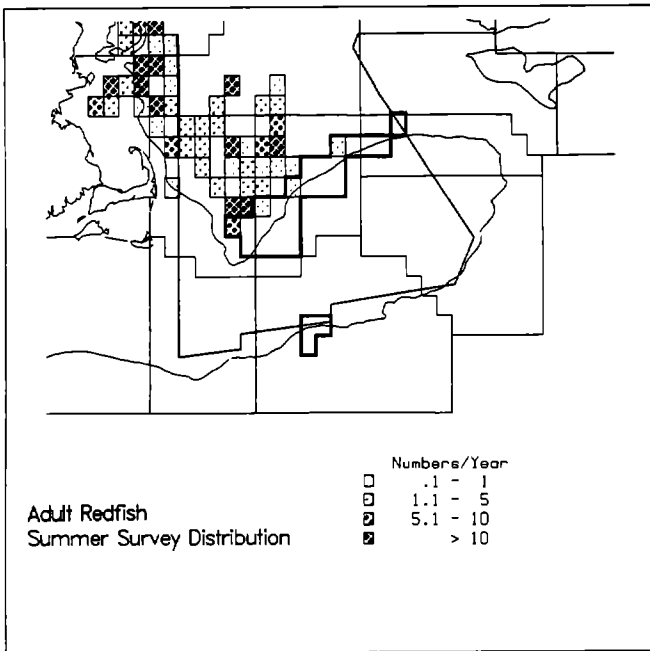 Numbers/Year
.1 - 1
1.1 - 5
5.1 - 10
> 10
Adult Redfish
Summer Survey Distribution